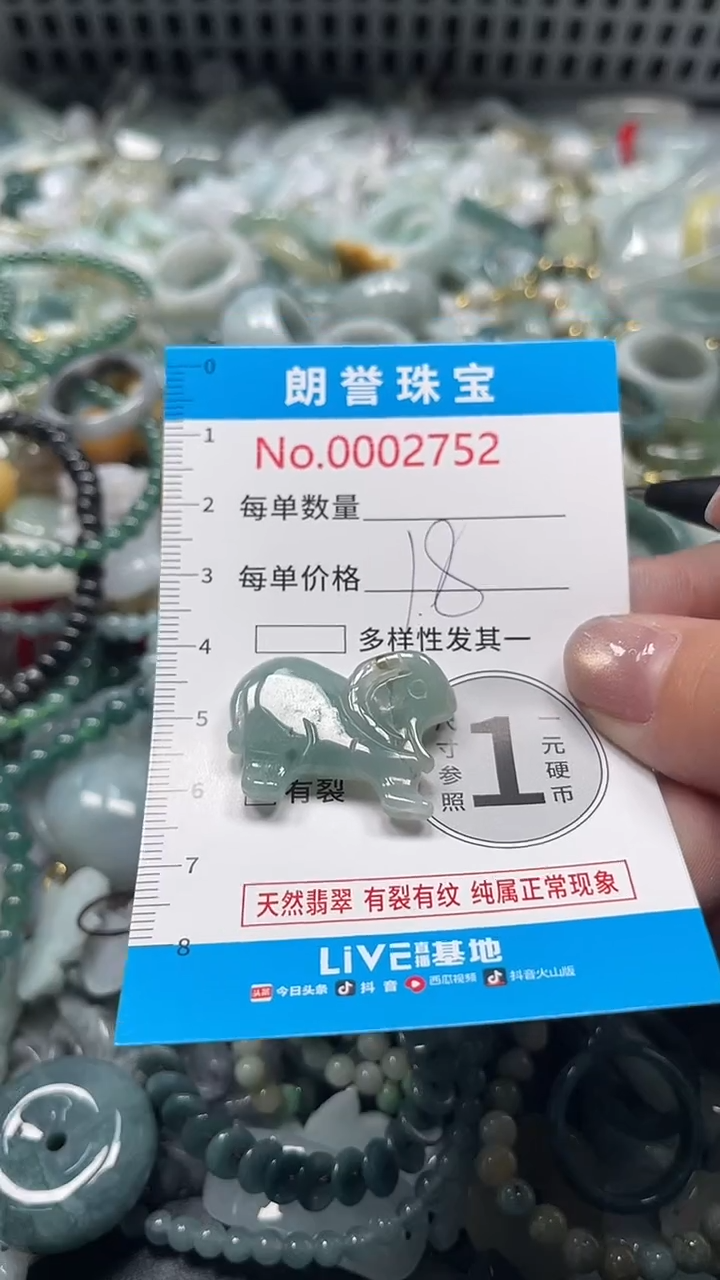 朗誉珠宝
No.0002752
每单数量
每单价格 18
多样性发其一
有裂
尺寸参照 1 一元硬币
天然翡翠 有裂有纹 纯属正常现象
LiVE直播基地
头条 今日头条 抖音 西瓜视频 抖音火山版
0
1
2
3
4
5
6
7
8